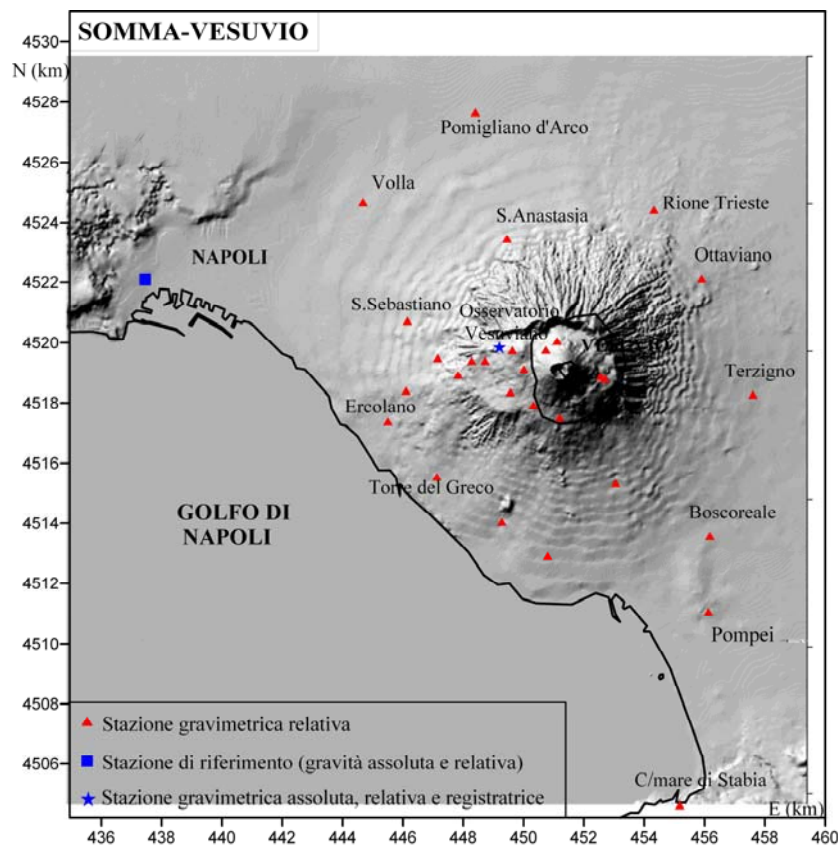 SOMMA-VESUVIO
4530
N (km)
4528
4526
4524
4522
4520
4518
4516
4514
4512
4510
4508
4506
Pomigliano d'Arco
Volla
Rione Trieste
S.Anastasia
NAPOLI
Ottaviano
S.Sebastiano
Osservatorio
Vesuviano
Terzigno
Ercolano
Torre del Greco
GOLFO DI
NAPOLI
Boscoreale
Pompei
C/mare di Stabia
Stazione gravimetrica relativa
Stazione di riferimento (gravità assoluta e relativa)
Stazione gravimetrica assoluta, relativa e registratrice
E (km)
436 438 440 442 444 446 448 450 452 454 456 458 460